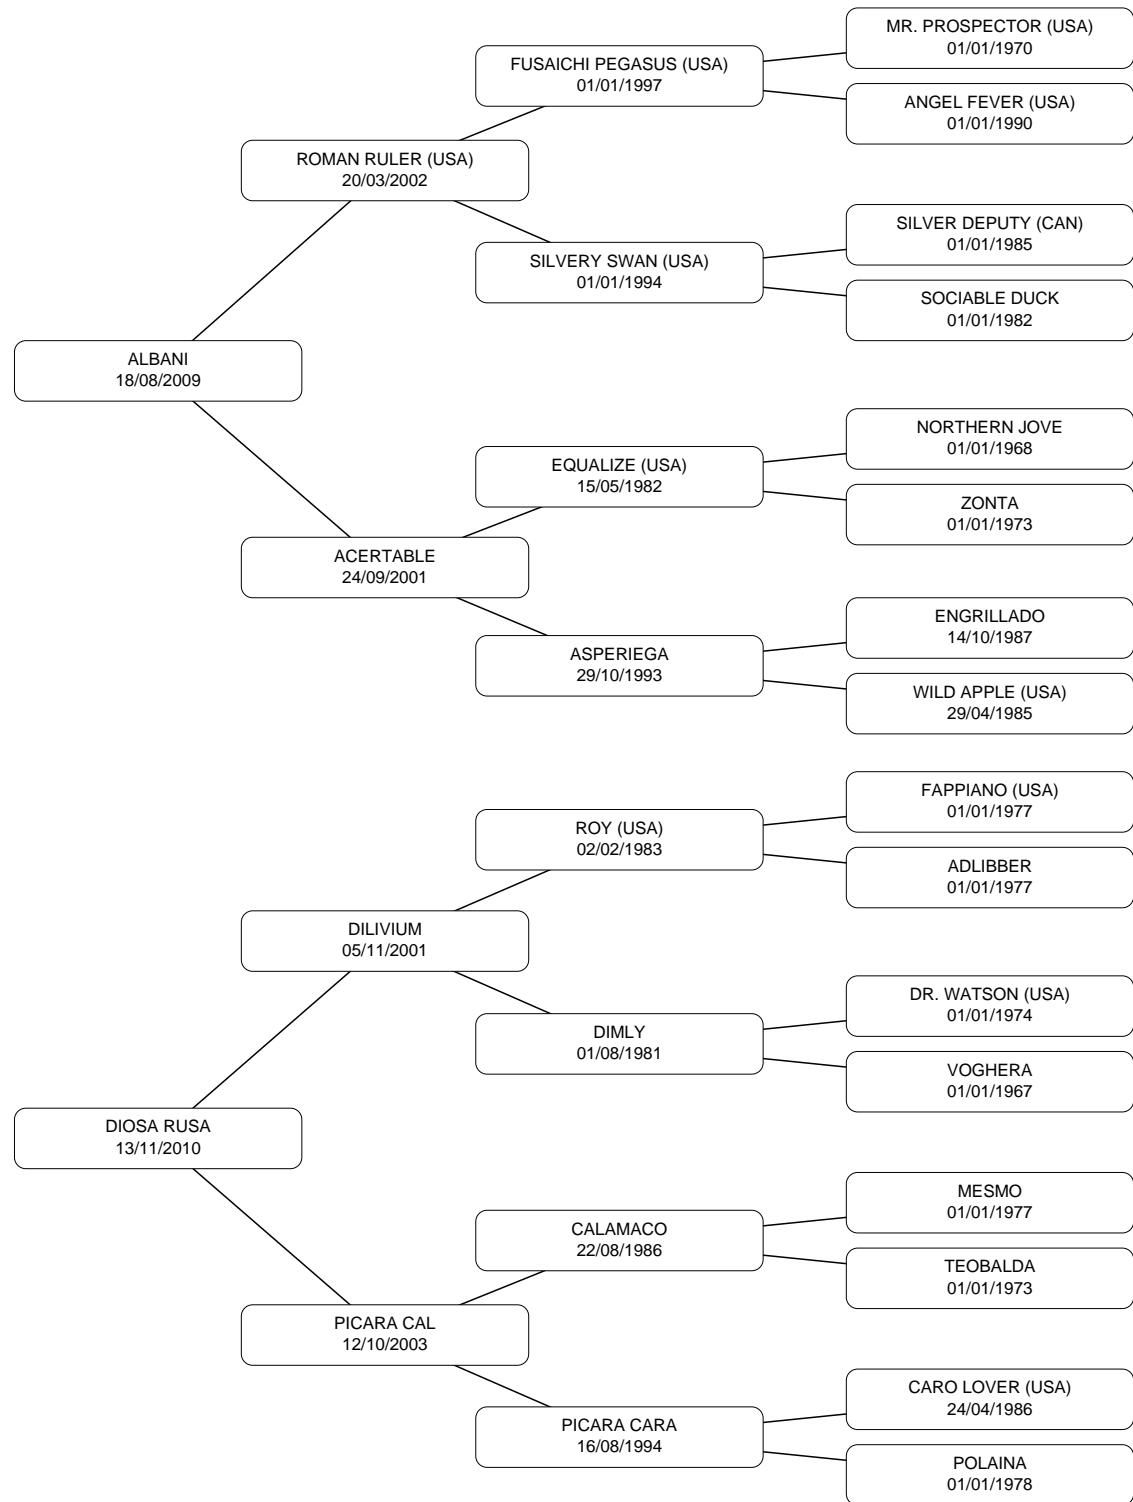 MR. PROSPECTOR (USA)
01/01/1970
FUSAICHI PEGASUS (USA)
01/01/1997
ANGEL FEVER (USA)
01/01/1990
ROMAN RULER (USA)
20/03/2002
SILVER DEPUTY (CAN)
01/01/1985
SILVERY SWAN (USA)
01/01/1994
SOCIABLE DUCK
01/01/1982
ALBANI
18/08/2009
NORTHERN JOVE
01/01/1968
EQUALIZE (USA)
15/05/1982
ZONTA
01/01/1973
ACERTABLE
24/09/2001
ENGRILLADO
14/10/1987
ASPERIEGA
29/10/1993
WILD APPLE (USA)
29/04/1985
FAPPIANO (USA)
01/01/1977
ROY (USA)
02/02/1983
ADLIBBER
01/01/1977
DILIVIUM
05/11/2001
DR. WATSON (USA)
01/01/1974
DIMLY
01/08/1981
VOGHERA
01/01/1967
DIOSA RUSA
13/11/2010
MESMO
01/01/1977
CALAMACO
22/08/1986
TEOBALDA
01/01/1973
PICARA CAL
12/10/2003
CARO LOVER (USA)
24/04/1986
PICARA CARA
16/08/1994
POLAINA
01/01/1978